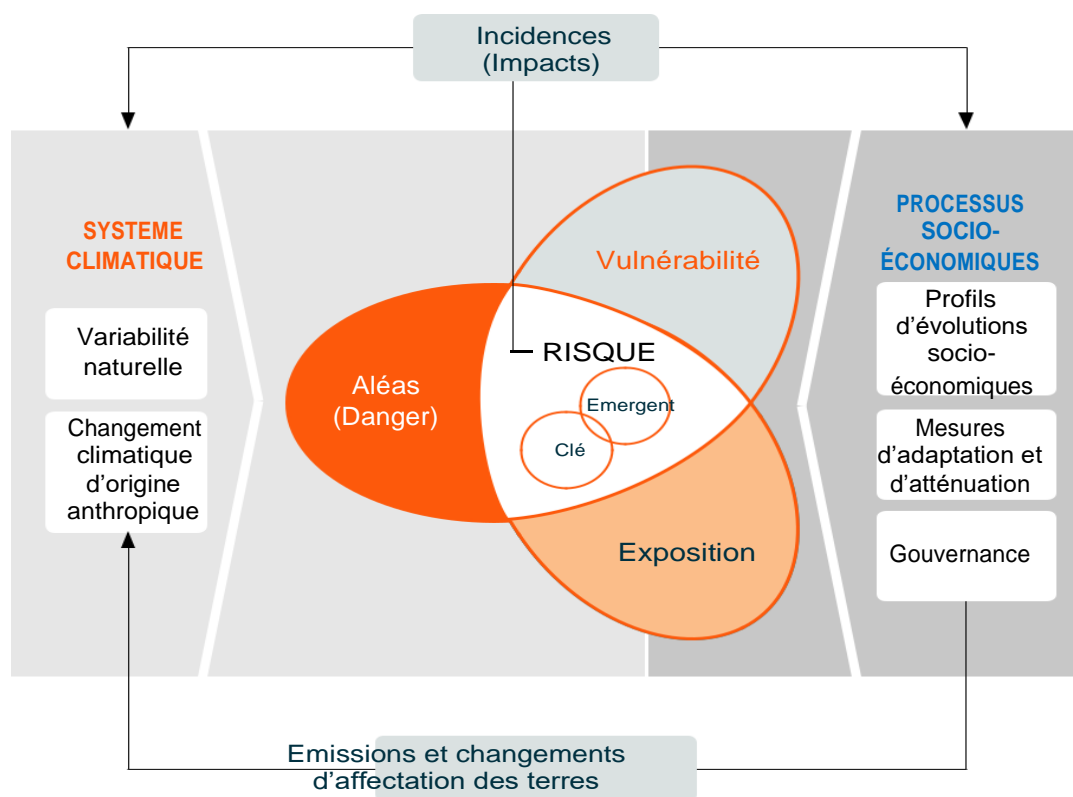 Incidences
(Impacts)
SYSTEME
CLIMATIQUE
Variabilité
naturelle
Changement
climatique
d'origine
anthropique
Vulnérabilité
RISQUE
Aléas
(Danger)
Emergent
Clé
Exposition
PROCESSUS
SOCIO-
ÉCONOMIQUES
Profils
d'évolutions
socio-
économiques
Mesures
d'adaptation et
d'atténuation
Gouvernance
Emissions et changements
d'affectation des terres